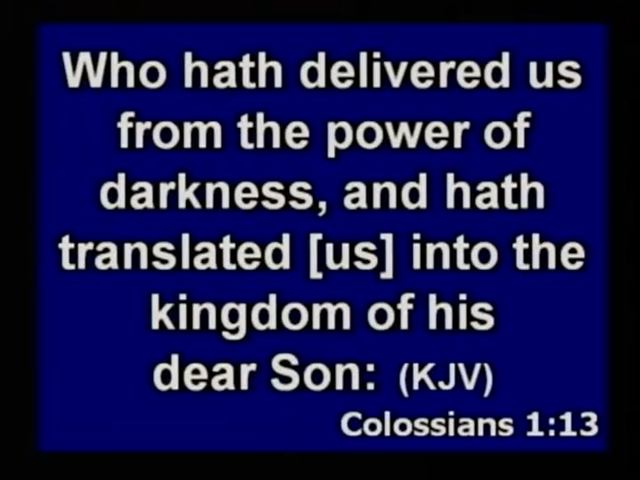 Who hath delivered us
from the power of
darkness, and hath
translated [us] into the
kingdom of his
dear Son: (KJV)
Colossians 1:13